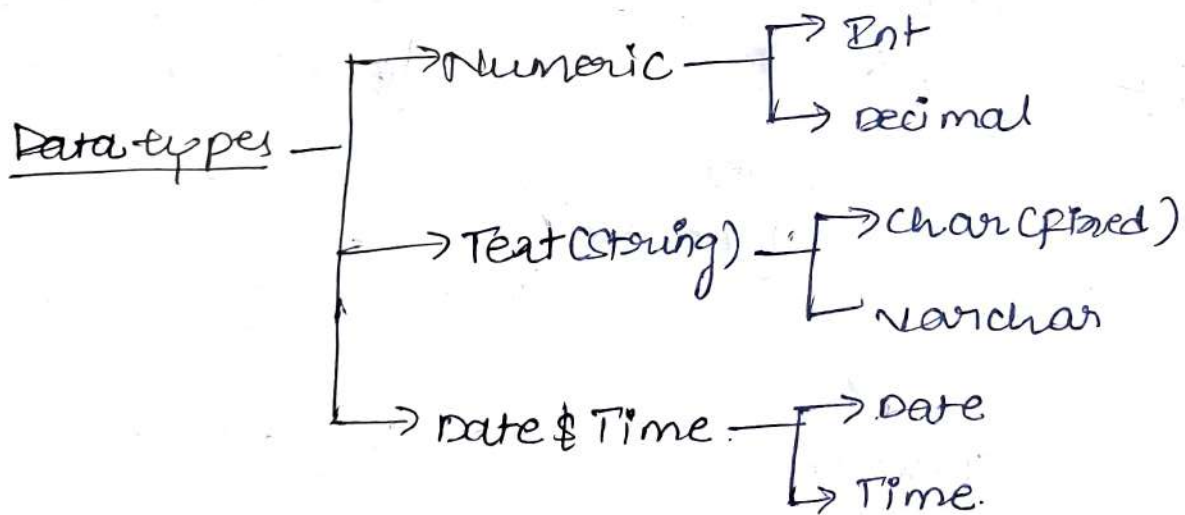 Data types
Numeric
Int
Decimal
Text (String)
Char (fixed)
Varchar
Date & Time
Date
Time.